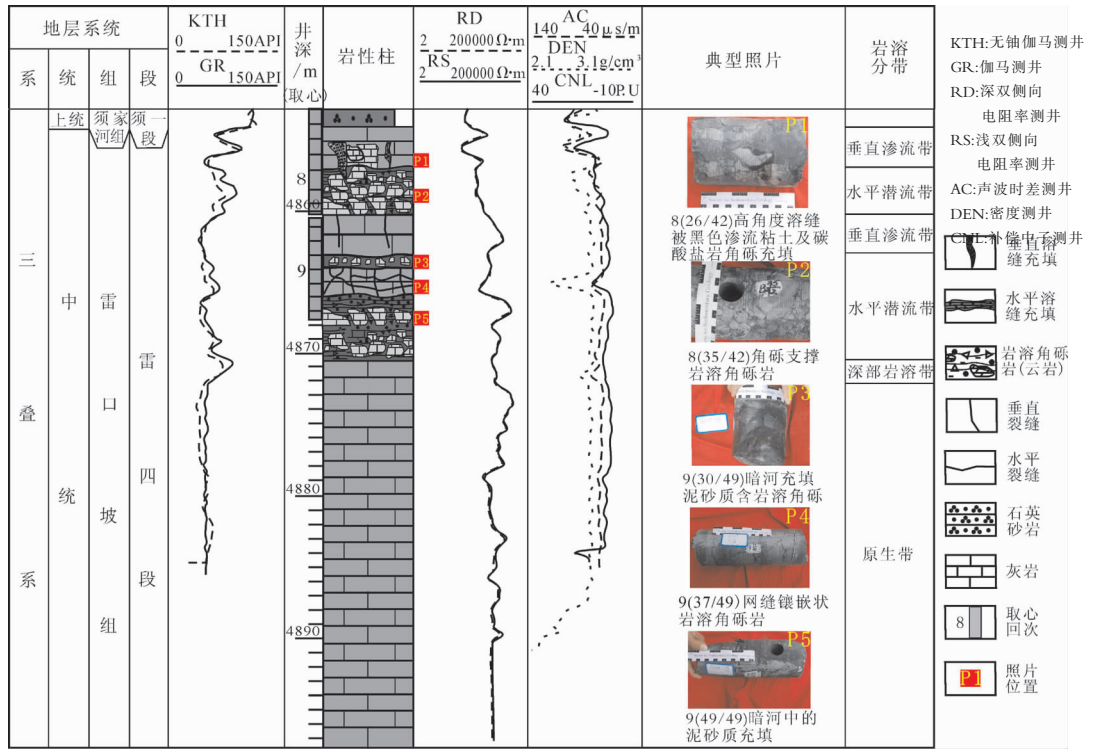 地层系统
系
统
组
段
KTH
0 150API
GR
0 150API
井深/m
(取心)
岩性柱
RD
2 200000Ω·m
RS
2 200000Ω·m
AC
140 40μs/m
DEN
2.1 3.1g/cm³
CNL
40 -10P.U
典型照片
岩溶
分带
三叠系
上统
中统
须家河组
雷口坡组
须一段
雷四段
8
9
4860
4870
4880
4890
P1
P2
P3
P4
P5
P1
8(26/42)高角度溶缝
被黑色渗流粘土及碳
酸盐岩角砾充填
P2
8(35/42)角砾支撑
岩溶角砾岩
P3
9(30/49)暗河充填
泥砂质含岩溶角砾
P4
9(37/49)网缝镶嵌状
岩溶角砾岩
P5
9(49/49)暗河中的
泥砂质充填
垂直渗流带
水平潜流带
垂直渗流带
水平潜流带
深部岩溶带
原生带
KTH:无铀伽马测井
GR:伽马测井
RD:深双侧向
电阻率测井
RS:浅双侧向
电阻率测井
AC:声波时差测井
DEN:密度测井
CNL:补偿中子测井
垂直溶
缝充填
水平溶
缝充填
岩溶角砾
岩(云岩)
垂直
裂缝
水平
裂缝
石英
砂岩
灰岩
8
取心
回次
P1
照片
位置